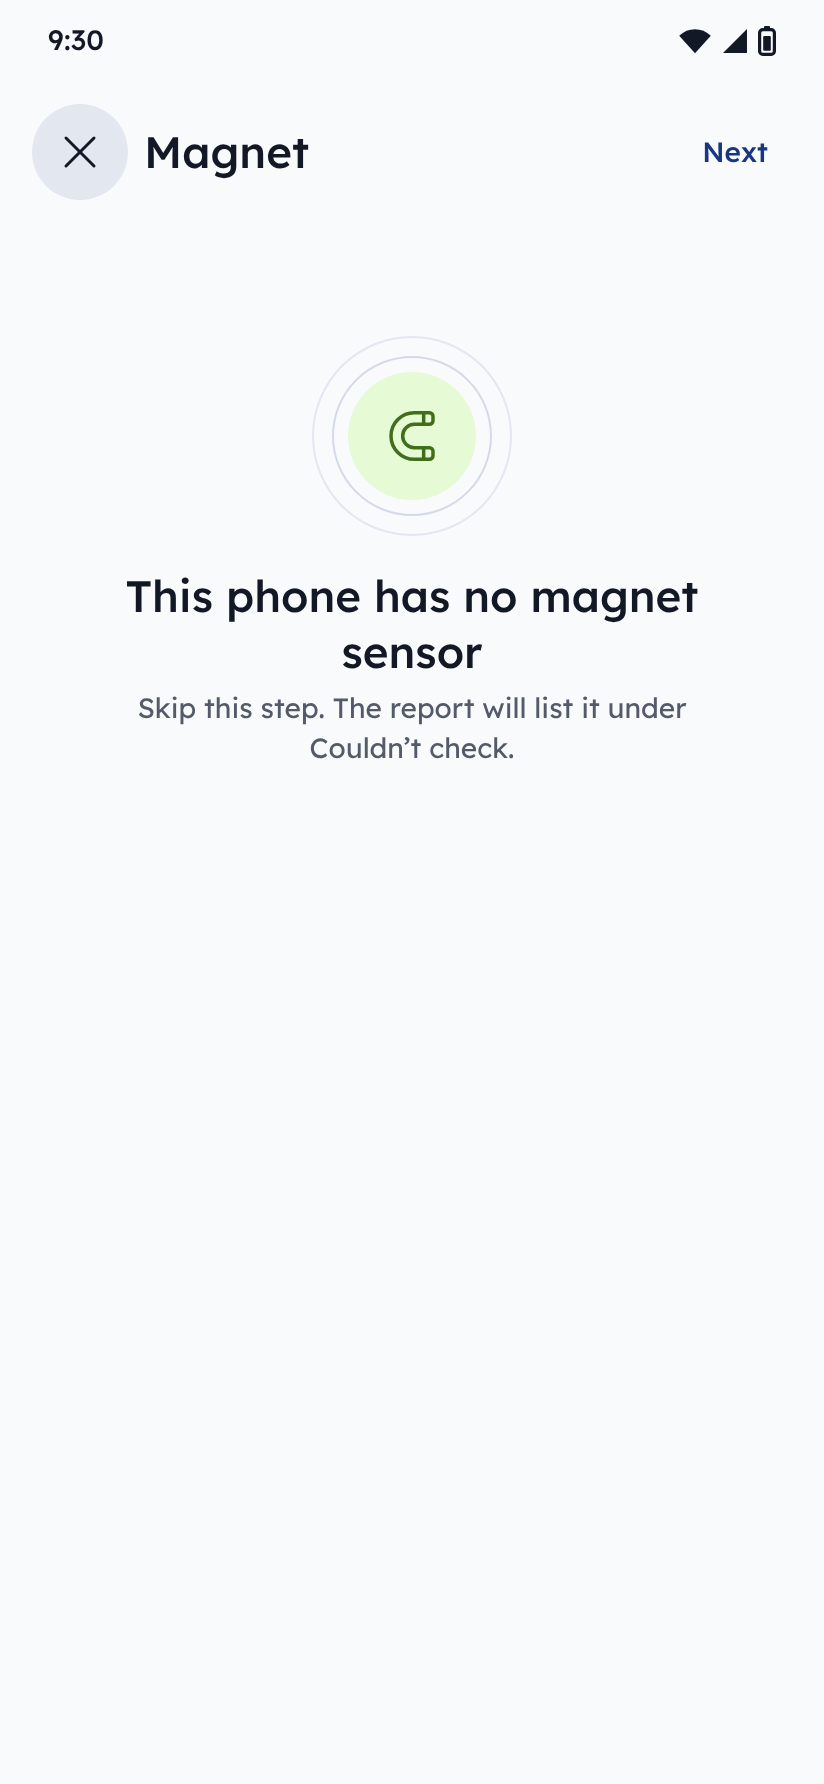 9:30
Magnet
Next
This phone has no magnet
sensor
Skip this step. The report will list it under
Couldn’t check.